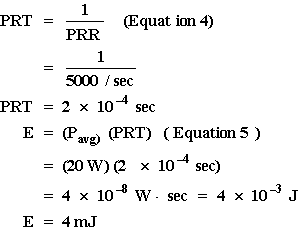 PRT = 1 / PRR (Equat ion 4)
= 1 / 5000 / sec
PRT = 2 × 10⁻⁴ sec
E = (Pavg) (PRT) ( Equation 5 )
= (20 W) (2 × 10⁻⁴ sec)
= 4 × 10⁻⁸ W · sec = 4 × 10⁻³ J
E = 4 mJ